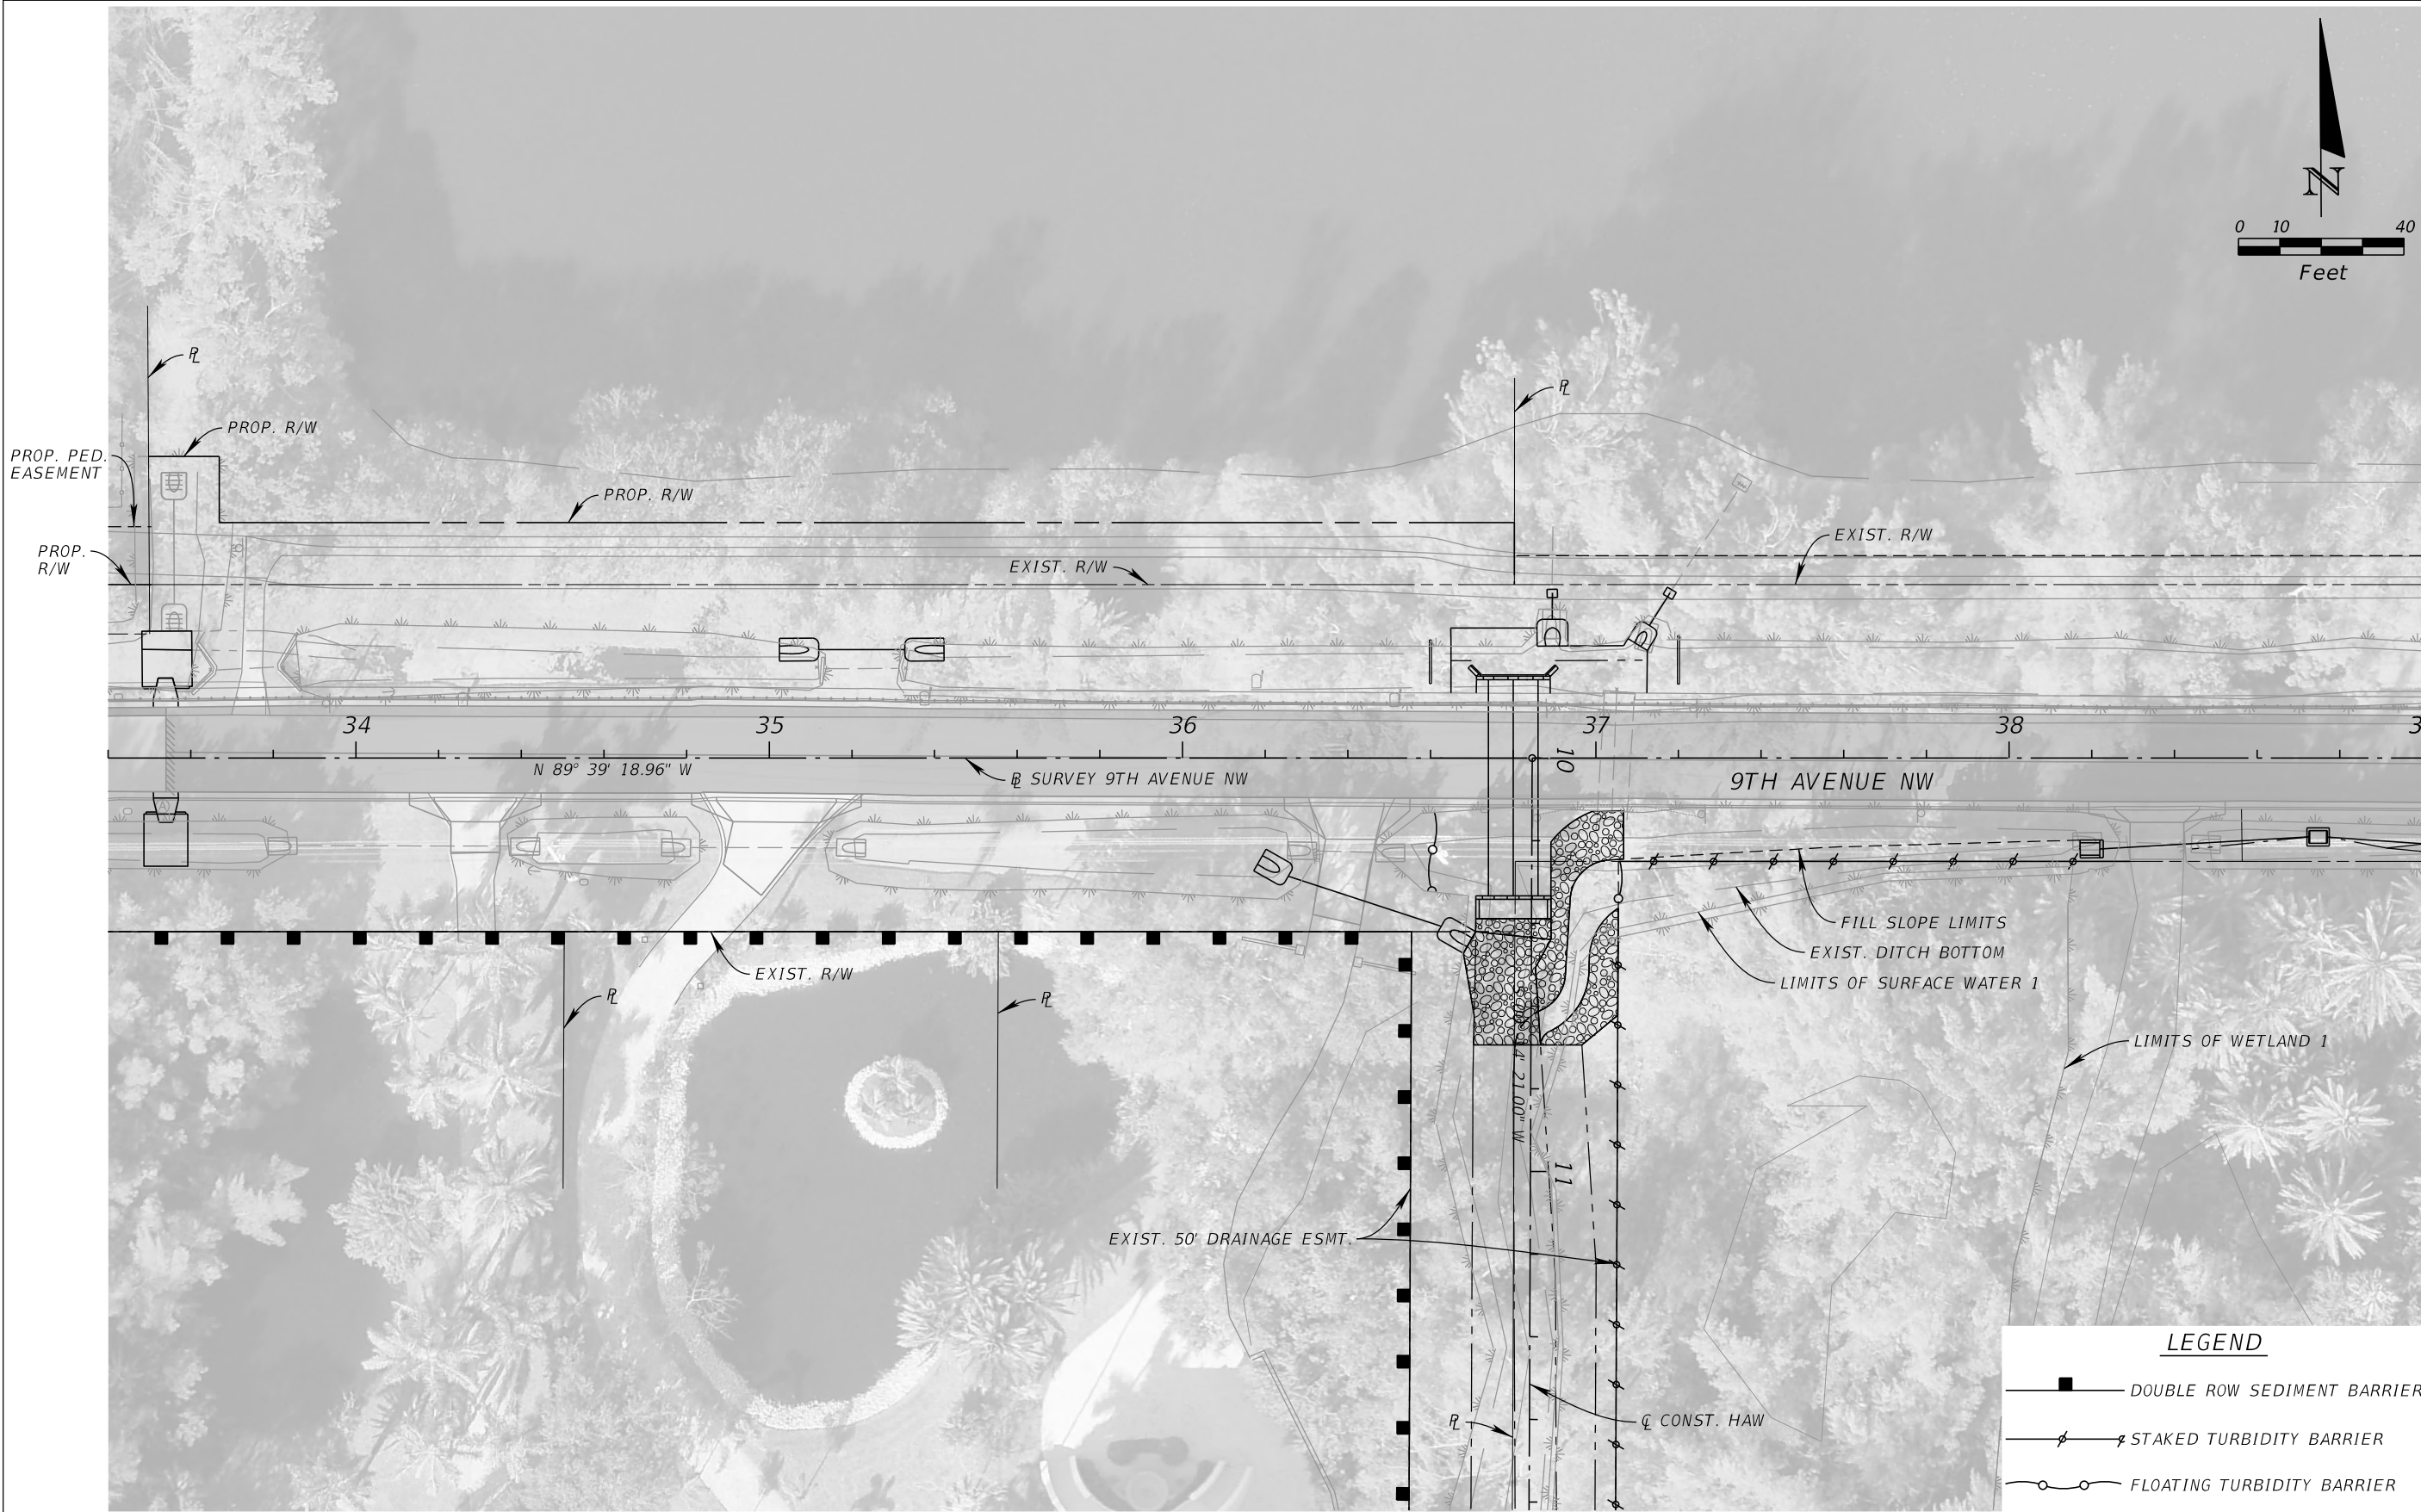 N
0 10 40
Feet
℄
PROP. R/W
PROP. PED.
EASEMENT
PROP. R/W
PROP.
R/W
EXIST. R/W
EXIST. R/W
34 35 36 37 38
10
N 89° 39' 18.96" W
SURVEY 9TH AVENUE NW
9TH AVENUE NW
FILL SLOPE LIMITS
EXIST. DITCH BOTTOM
LIMITS OF SURFACE WATER 1
EXIST. R/W
LIMITS OF WETLAND 1
21.00" W
11
EXIST. 50' DRAINAGE ESMT.
℄ CONST. HAW
LEGEND
DOUBLE ROW SEDIMENT BARRIER
STAKED TURBIDITY BARRIER
FLOATING TURBIDITY BARRIER